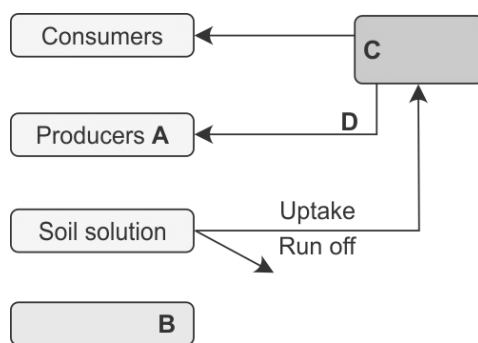 Consumers
C
Producers A
D
Soil solution
Uptake
Run off
B